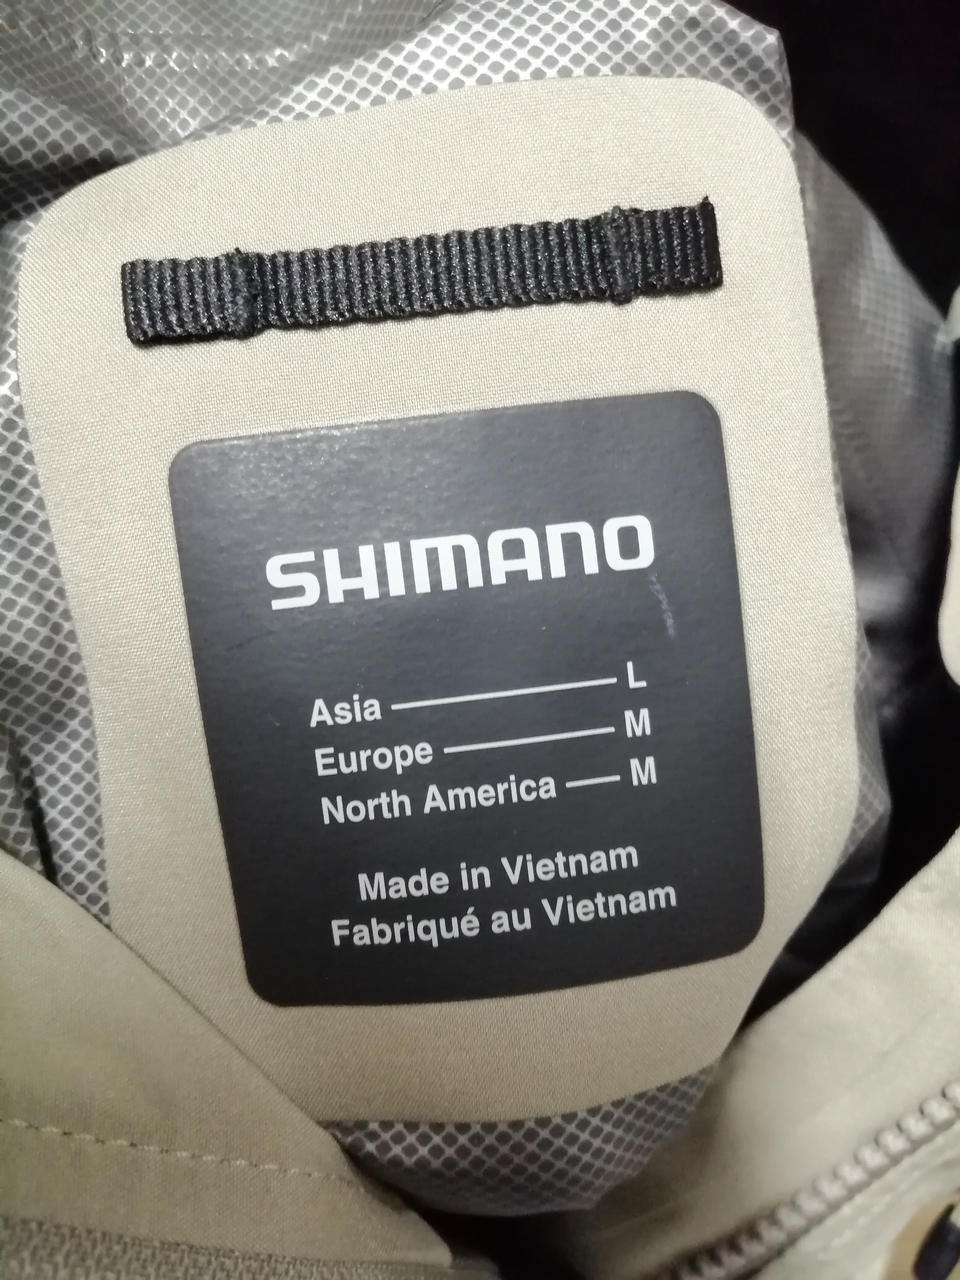 SHIMANO
Asia L
Europe M
North America M
Made in Vietnam
Fabriqué au Vietnam